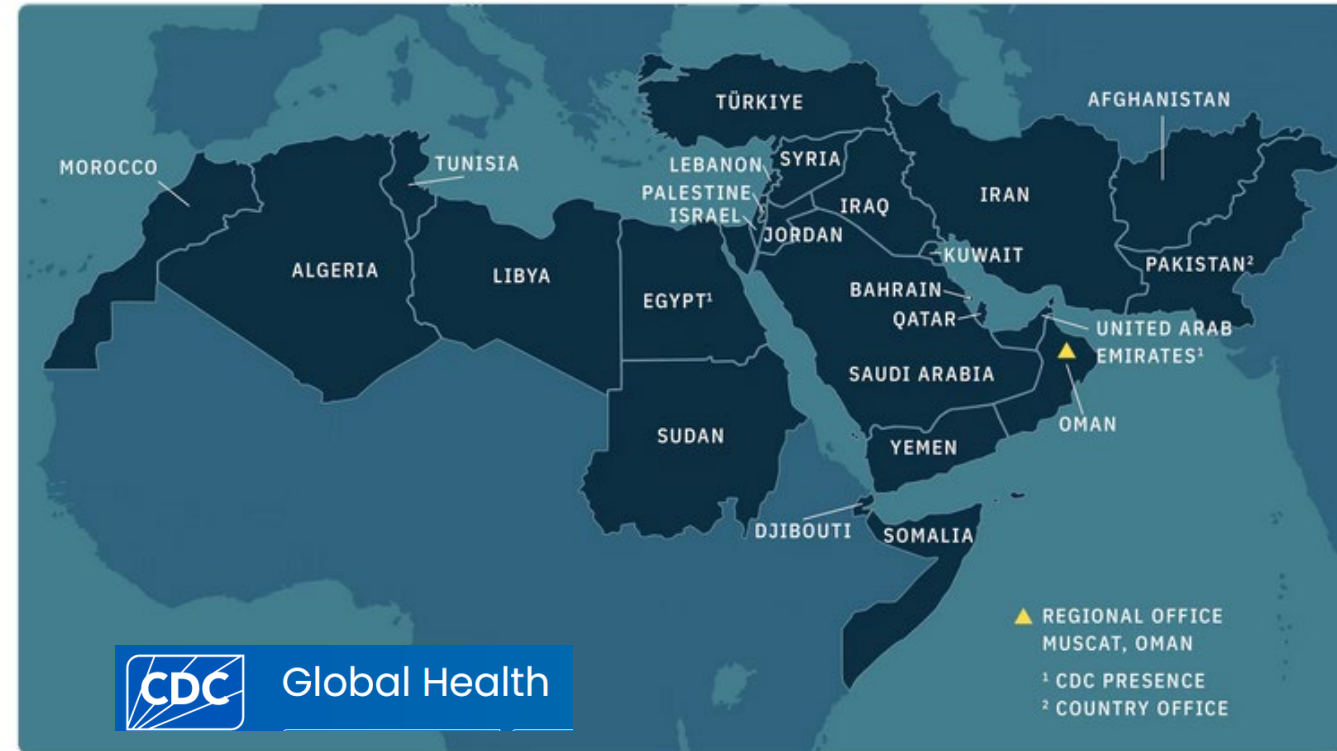 TÜRKIYE
AFGHANISTAN
MOROCCO
TUNISIA
LEBANON
SYRIA
PALESTINE
ISRAEL
IRAQ
IRAN
JORDAN
KUWAIT
PAKISTAN²
ALGERIA
LIBYA
EGYPT¹
BAHRAIN
QATAR
UNITED ARAB
EMIRATES¹
SAUDI ARABIA
OMAN
SUDAN
YEMEN
DJIBOUTI
SOMALIA
REGIONAL OFFICE
MUSCAT, OMAN
¹ CDC PRESENCE
² COUNTRY OFFICE
CDC
Global Health